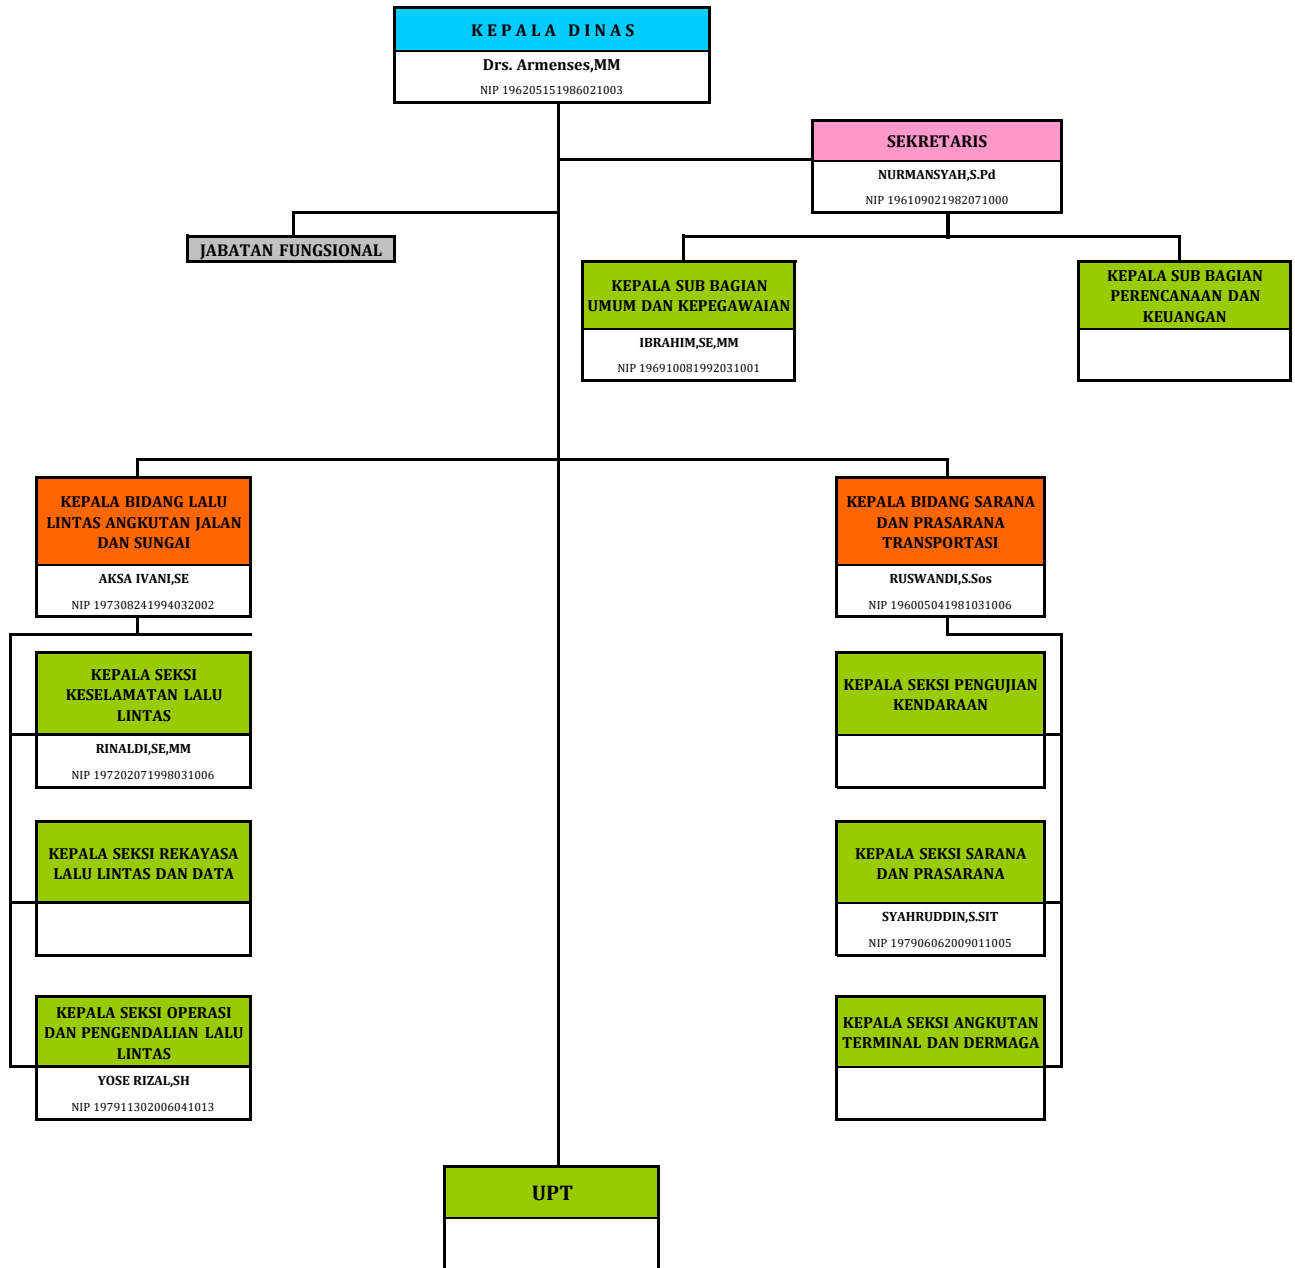 KEPALA DINAS
Drs. Armenses,MM
NIP 196205151986021003
SEKRETARIS
NURMANSYAH,S.Pd
NIP 196109021982071000
JABATAN FUNGSIONAL
KEPALA SUB BAGIAN
UMUM DAN KEPEGAWAIAN
IBRAHIM,SE,MM
NIP 196910081992031001
KEPALA SUB BAGIAN
PERENCANAAN DAN
KEUANGAN
KEPALA BIDANG LALU
LINTAS ANGKUTAN JALAN
DAN SUNGAI
AKSA IVANI,SE
NIP 197308241994032002
KEPALA BIDANG SARANA
DAN PRASARANA
TRANSPORTASI
RUSWANDI,S.Sos
NIP 196005041981031006
KEPALA SEKSI
KESELAMATAN LALU
LINTAS
RINALDI,SE,MM
NIP 197202071998031006
KEPALA SEKSI PENGUJIAN
KENDARAAN
KEPALA SEKSI REKAYASA
LALU LINTAS DAN DATA
KEPALA SEKSI SARANA
DAN PRASARANA
SYAHRUDDIN,S.SIT
NIP 197906062009011005
KEPALA SEKSI OPERASI
DAN PENGENDALIAN LALU
LINTAS
YOSE RIZAL,SH
NIP 197911302006041013
KEPALA SEKSI ANGKUTAN
TERMINAL DAN DERMAGA
UPT